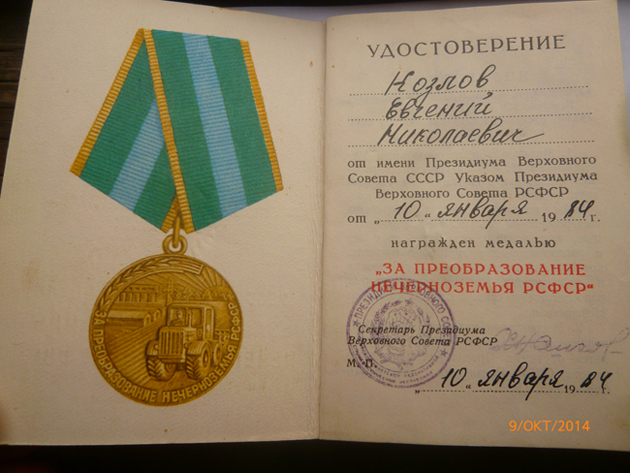 ЗА ПРЕОБРАЗОВАНИЕ НЕЧЕРНОЗЕМЬЯ РСФСР
УДОСТОВЕРЕНИЕ
Козлов
Евгений
Николаевич
от имени Президиума Верховного
Совета СССР Указом Президиума
Верховного Совета РСФСР
от „10„ января 1984 г.
награжден медалью
„ЗА ПРЕОБРАЗОВАНИЕ
НЕЧЕРНОЗЕМЬЯ РСФСР“
Секретарь Президиума
Верховного Совета РСФСР
М. П.
„10„ января 1984
9/OKT/2014